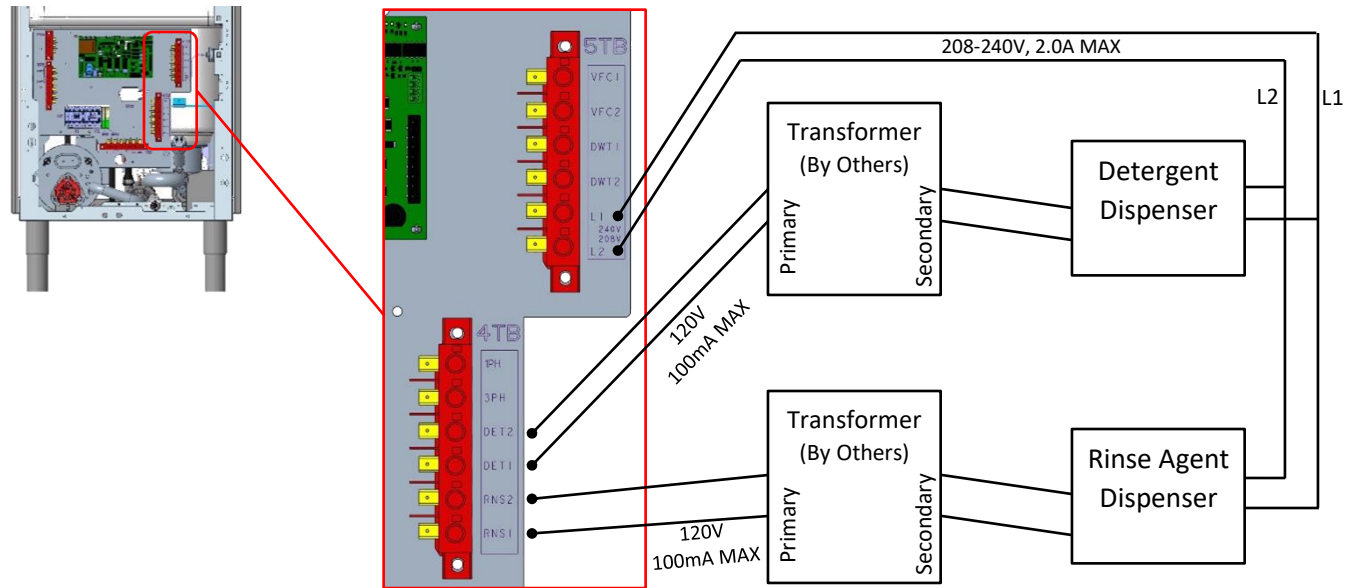 5TB
VFC1
VFC2
DWT1
DWT2
L1
240V
208V
L2
4TB
1PH
3PH
DET2
DET1
RNS2
RNS1
208-240V, 2.0A MAX
L2
L1
Transformer
(By Others)
Primary
Secondary
Detergent
Dispenser
120V
100mA MAX
Transformer
(By Others)
Primary
Secondary
Rinse Agent
Dispenser
120V
100mA MAX